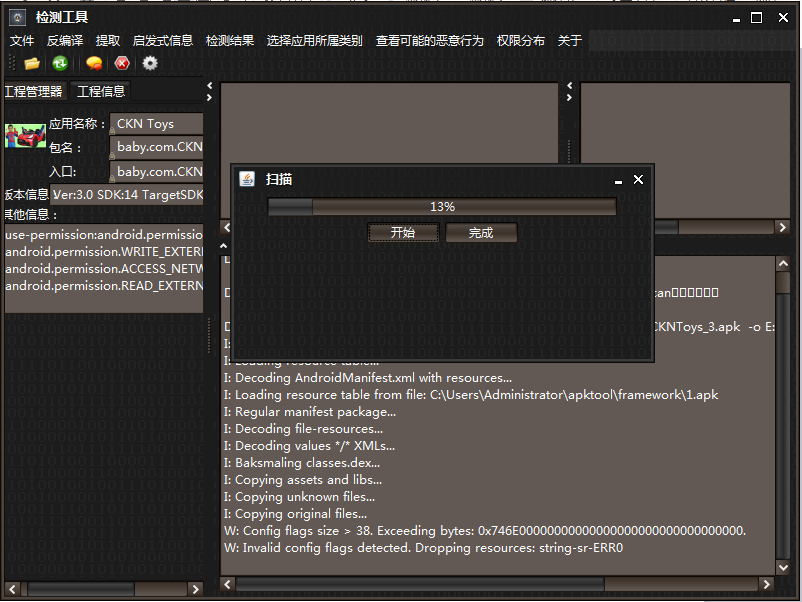 检测工具
文件 反编译 提取 启发式信息 检测结果 选择应用所属类别 查看可能的恶意行为 权限分布 关于
工程管理器 工程信息
应用名称： CKN Toys
包名： baby.com.CKN
入口: baby.com.CKN
版本信息 Ver:3.0 SDK:14 TargetSDK
其他信息：
use-permission:android.permissio
android.permission.WRITE_EXTERN
android.permission.ACCESS_NETW
android.permission.READ_EXTERN
扫描
13%
开始 完成
can□□□□□□
CKNToys_3.apk -o E:
I:
I: Loading resource table...
I: Decoding AndroidManifest.xml with resources...
I: Loading resource table from file: C:\Users\Administrator\apktool\framework\1.apk
I: Regular manifest package...
I: Decoding file-resources...
I: Decoding values */* XMLs...
I: Baksmaling classes.dex...
I: Copying assets and libs...
I: Copying unknown files...
I: Copying original files...
W: Config flags size > 38. Exceeding bytes: 0x746E00000000000000000000000000000000.
W: Invalid config flags detected. Dropping resources: string-sr-ERR0